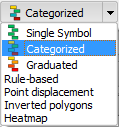 Categorized
Single Symbol
Categorized
Graduated
Rule-based
Point displacement
Inverted polygons
Heatmap